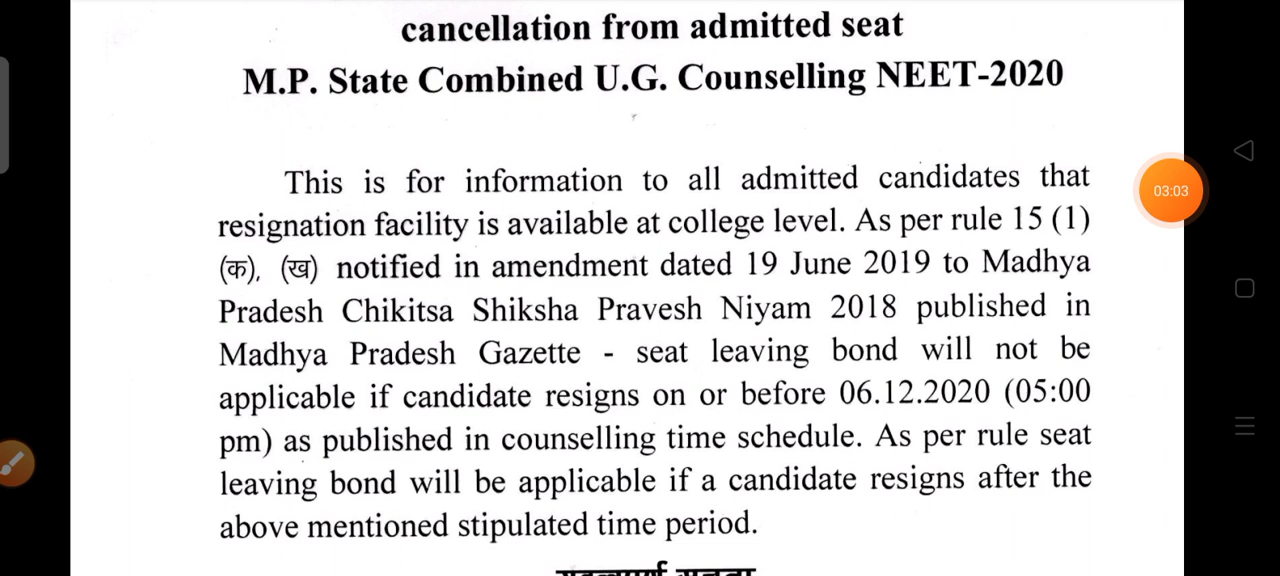 cancellation from admitted seat
M.P. State Combined U.G. Counselling NEET-2020
This is for information to all admitted candidates that
resignation facility is available at college level. As per rule 15 (1)
(क), (ख) notified in amendment dated 19 June 2019 to Madhya
Pradesh Chikitsa Shiksha Pravesh Niyam 2018 published in
Madhya Pradesh Gazette - seat leaving bond will not be
applicable if candidate resigns on or before 06.12.2020 (05:00
pm) as published in counselling time schedule. As per rule seat
leaving bond will be applicable if a candidate resigns after the
above mentioned stipulated time period.
03:03